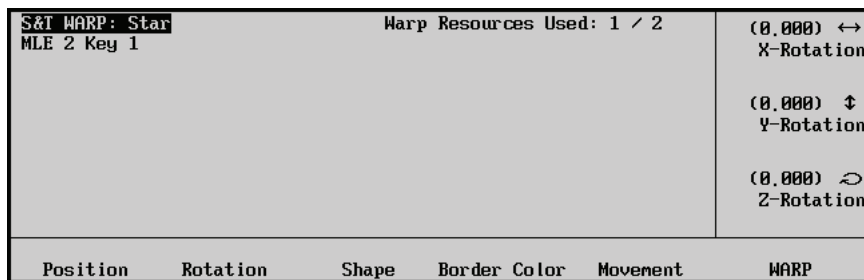 S&T WARP: Star Warp Resources Used: 1 / 2
MLE 2 Key 1
(0.000) ↔
X-Rotation
(0.000) ↕
Y-Rotation
(0.000)
Z-Rotation
Position Rotation Shape Border Color Movement WARP